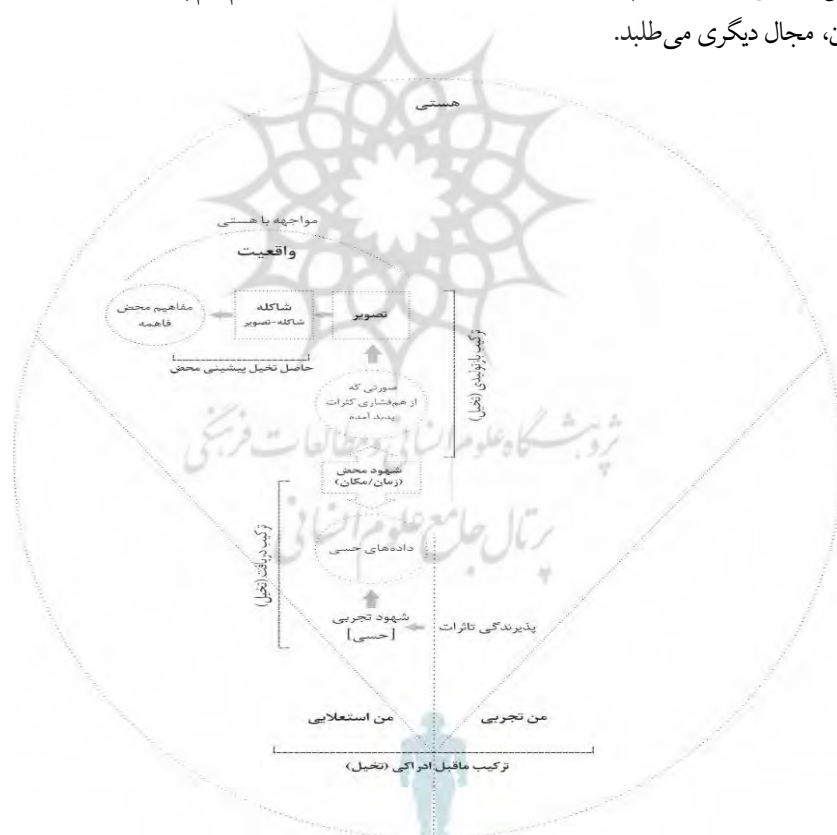 ن، مجال دیگری می‌طلبد.
هستی
مواجهه با هستی
واقعیت
مفاهیم محض
فاهمه
شاکله
شاکله-تصویر
تصویر
حاصل تخیل پیشینی محض
ترکیب بازتولیدی (تخیل)
صورتی که
از هم‌فشاری کثرات
پدید آمده
پژوهشگاه علوم انسانی و مطالعات فرهنگی
شهود محض
(زمان/مکان)
پرتال جامع علوم انسانی
داده‌های حسی
ترکیب دریافت (تخیل)
شهود تجربی
[حسی]
پذیرندگی تاثرات
من استعلایی
من تجربی
ترکیب ماقبل ادراکی (تخیل)